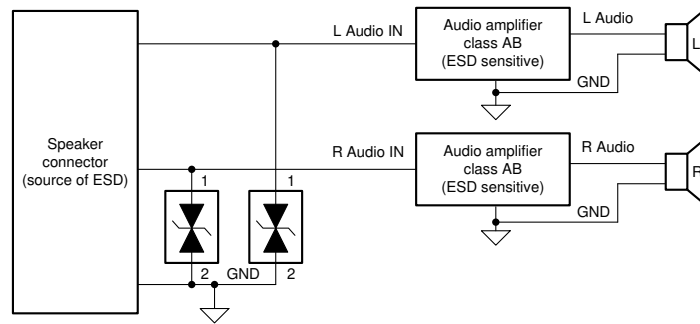 L Audio IN
Audio amplifier
class AB
(ESD sensitive)
L Audio
L
GND
Speaker
connector
(source of ESD)
R Audio IN
Audio amplifier
class AB
(ESD sensitive)
R Audio
R
GND
1
1
2
GND
2